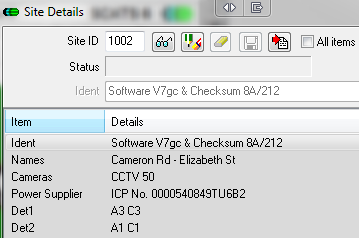 Site Details
Site ID 1002 All items
Status
Ident Software V7gc & Checksum 8A/212
Item Details
Ident Software V7gc & Checksum 8A/212
Names Cameron Rd - Elizabeth St
Cameras CCTV 50
Power Supplier ICP No. 0000540849TU6B2
Det1 A3 C3
Det2 A1 C1